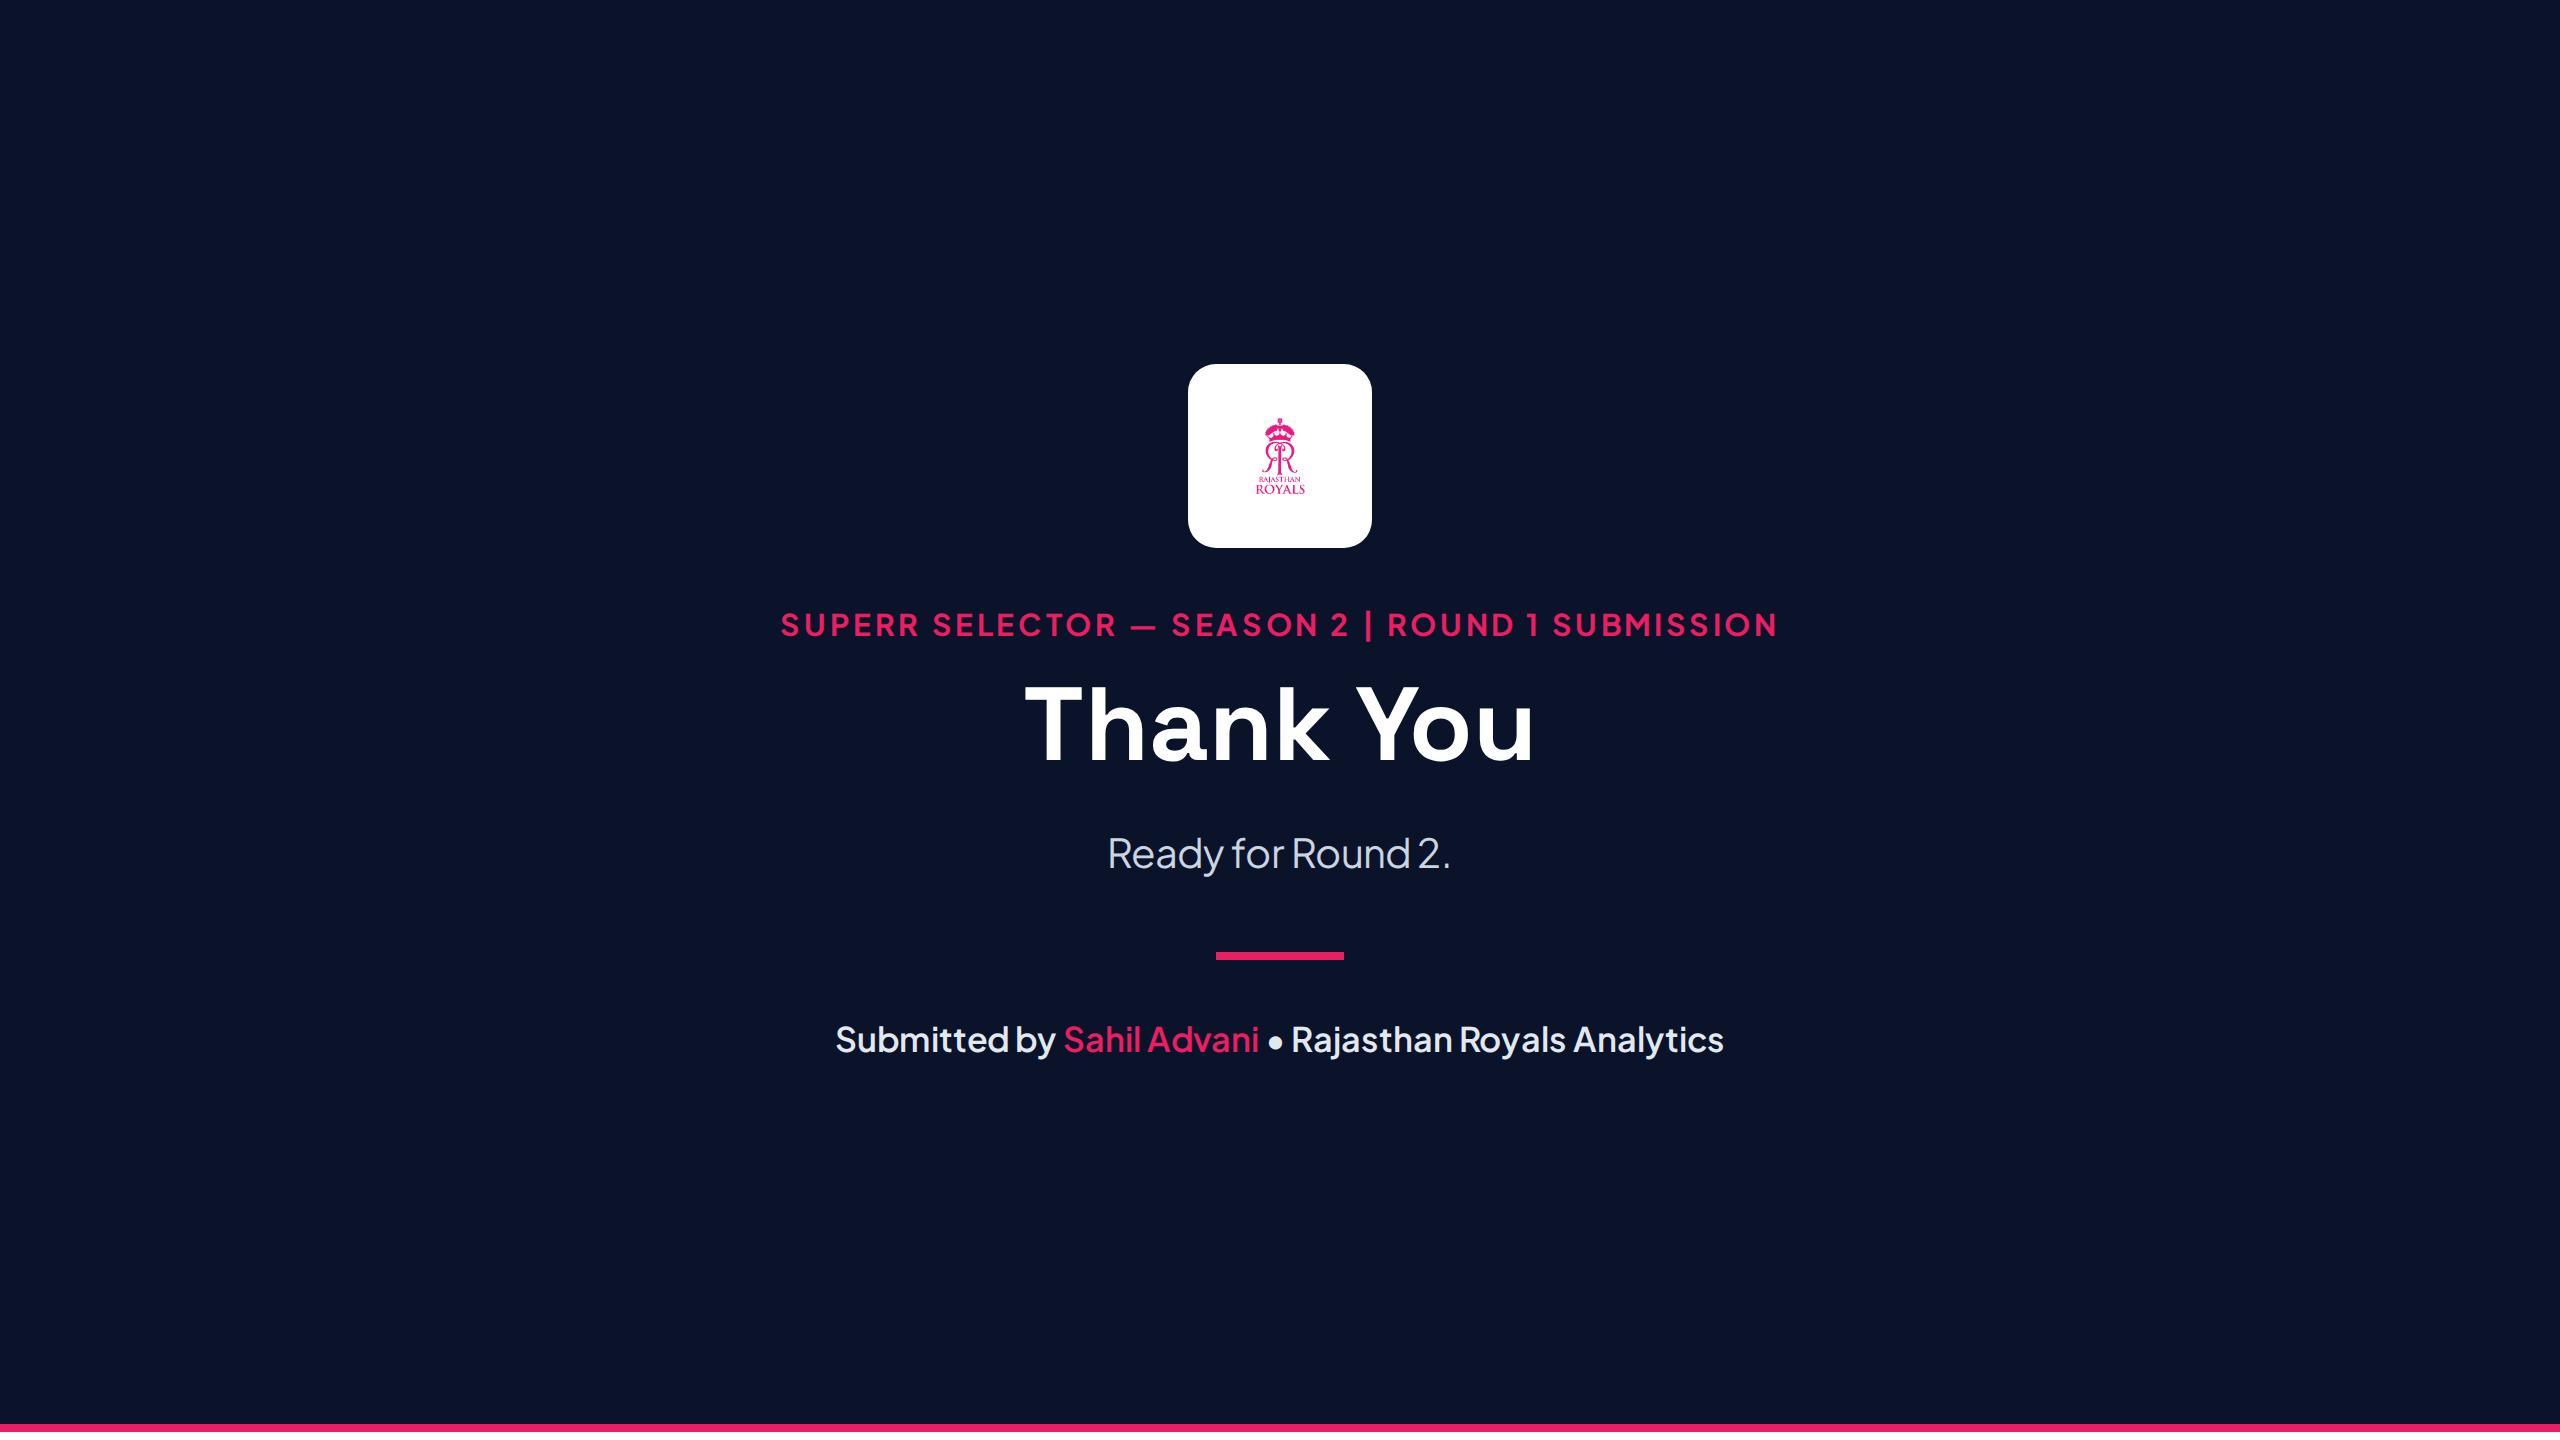 RAJASTHAN
ROYALS
SUPERR SELECTOR — SEASON 2 | ROUND 1 SUBMISSION
Thank You
Ready for Round 2.
Submitted by Sahil Advani • Rajasthan Royals Analytics